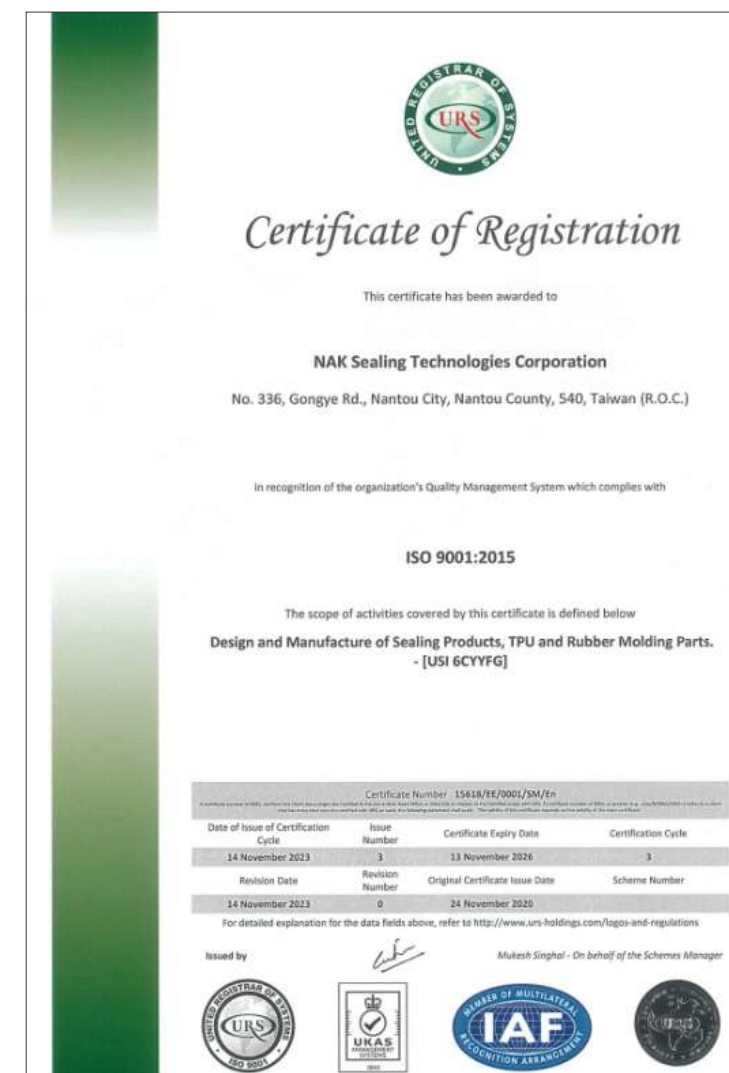 UNITED REGISTRAR OF SYSTEMS
URS
Certificate of Registration
This certificate has been awarded to
NAK Sealing Technologies Corporation
No. 336, Gongye Rd., Nantou City, Nantou County, 540, Taiwan (R.O.C.)
in recognition of the organization's Quality Management System which complies with
ISO 9001:2015
The scope of activities covered by this certificate is defined below
Design and Manufacture of Sealing Products, TPU and Rubber Molding Parts.
- [USI 6CYYFG]
Certificate Number 15618/EE/0001/SM/En
Date of Issue of Certification Cycle Issue Number Certificate Expiry Date Certification Cycle
14 November 2023 3 13 November 2026 3
Revision Date Revision Number Original Certificate Issue Date Scheme Number
14 November 2023 0 24 November 2020
For detailed explanation for the data fields above, refer to http://www.urs-holdings.com/logos-and-regulations
Issued by
Mukesh Singhal - On behalf of the Schemes Manager
UNITED REGISTRAR OF SYSTEMS
URS
ISO 9001
UKAS
MANAGEMENT
SYSTEMS
MEMBER OF MULTILATERAL
IAF
RECOGNITION ARRANGEMENT
URS